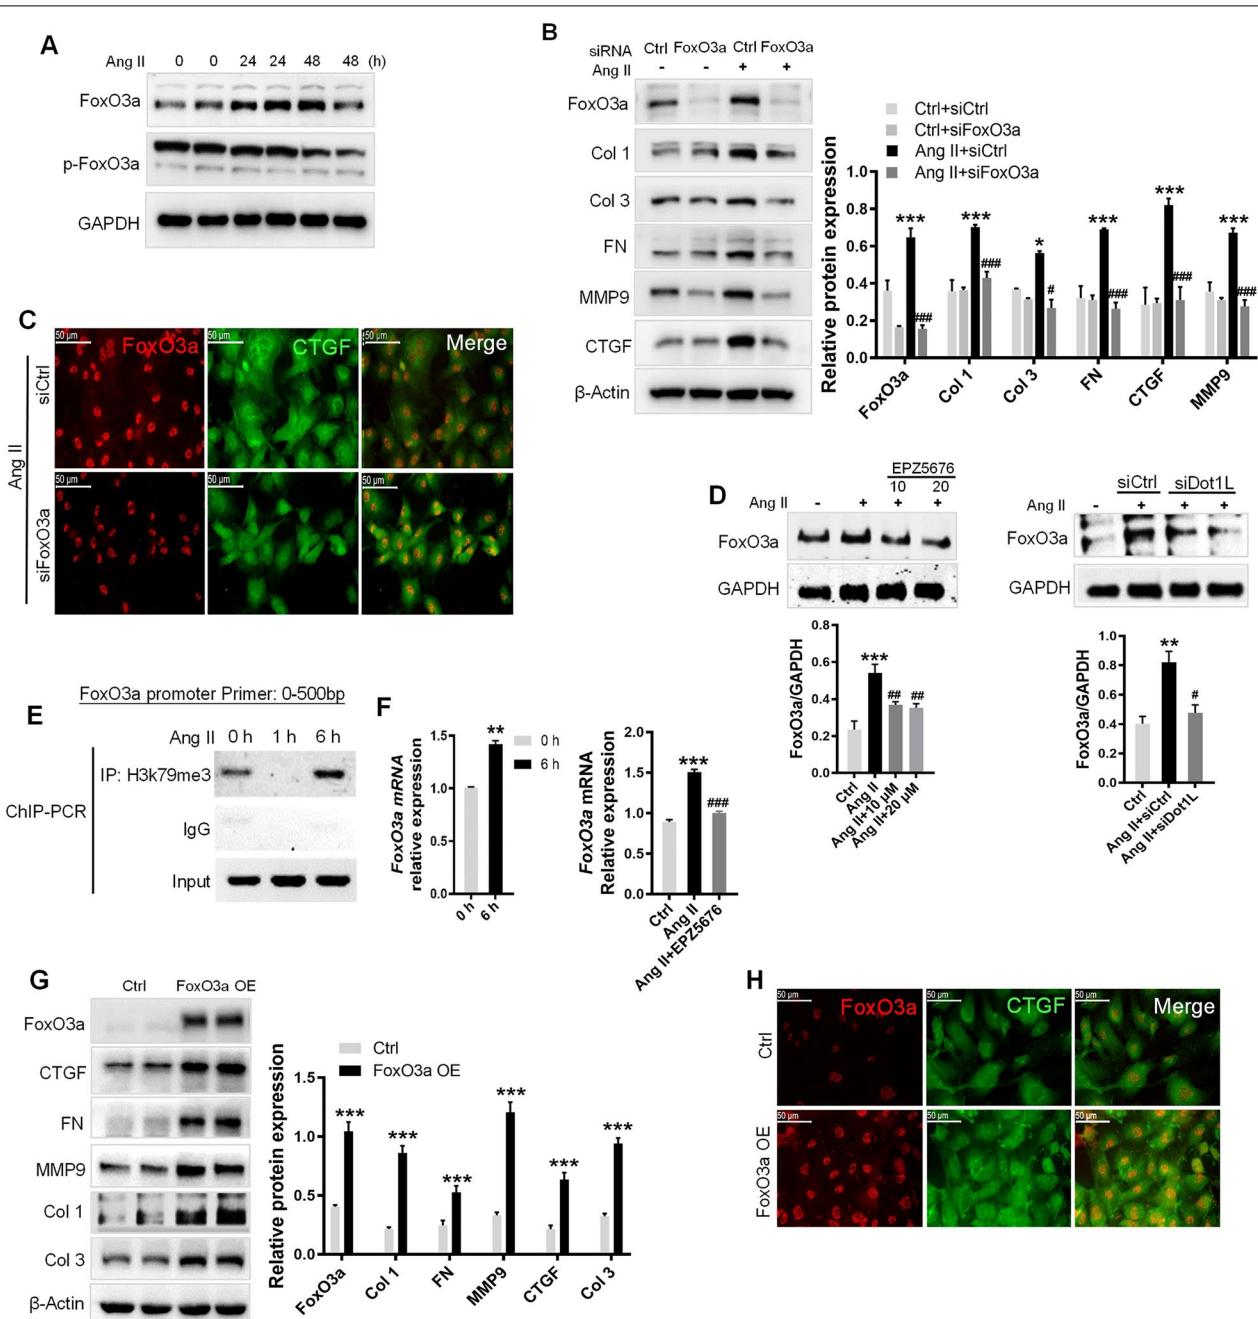 A
Ang II 0 0 24 24 48 48 (h)
FoxO3a
p-FoxO3a
GAPDH
B
siRNA Ctrl FoxO3a Ctrl FoxO3a
Ang II - - + +
FoxO3a
Col 1
Col 3
FN
MMP9
CTGF
β-Actin
Ctrl+siCtrl
Ctrl+siFoxO3a
Ang II+siCtrl
Ang II+siFoxO3a
Relative protein expression
1.0
0.8
0.6
0.4
0.2
0.0
*** *** * *** *** ***
### ### # ### ### ###
FoxO3a Col 1 Col 3 FN CTGF MMP9
C
50 μm FoxO3a 50 μm CTGF 50 μm Merge
50 μm 50 μm 50 μm
Ang II
siCtrl
siFoxO3a
D
EPZ5676
10 20
Ang II - + + +
FoxO3a
GAPDH
FoxO3a/GAPDH
0.8
0.6
0.4
0.2
0.0
*** ## ##
Ctrl
Ang II
Ang II+10 μM
Ang II+20 μM
siCtrl siDot1L
Ang II - + + +
FoxO3a
GAPDH
FoxO3a/GAPDH
1.0
0.8
0.6
0.4
0.2
0.0
** #
Ctrl
Ang II+siCtrl
Ang II+siDot1L
E
FoxO3a promoter Primer: 0-500bp
Ang II 0 h 1 h 6 h
ChIP-PCR
IP: H3k79me3
IgG
Input
F
FoxO3a mRNA
relative expression
1.5
1.0
0.5
0.0
**
0 h
6 h
0 h 6 h
FoxO3a mRNA
Relative expression
2.0
1.5
1.0
0.5
0.0
*** ###
Ctrl
Ang II
Ang II+EPZ5676
G
Ctrl FoxO3a OE
FoxO3a
CTGF
FN
MMP9
Col 1
Col 3
β-Actin
Ctrl
FoxO3a OE
Relative protein expression
1.5
1.0
0.5
0.0
*** *** *** *** *** ***
FoxO3a Col 1 FN MMP9 CTGF Col 3
H
50 μm FoxO3a 50 μm CTGF 50 μm Merge
50 μm 50 μm 50 μm
Ctrl
FoxO3a OE